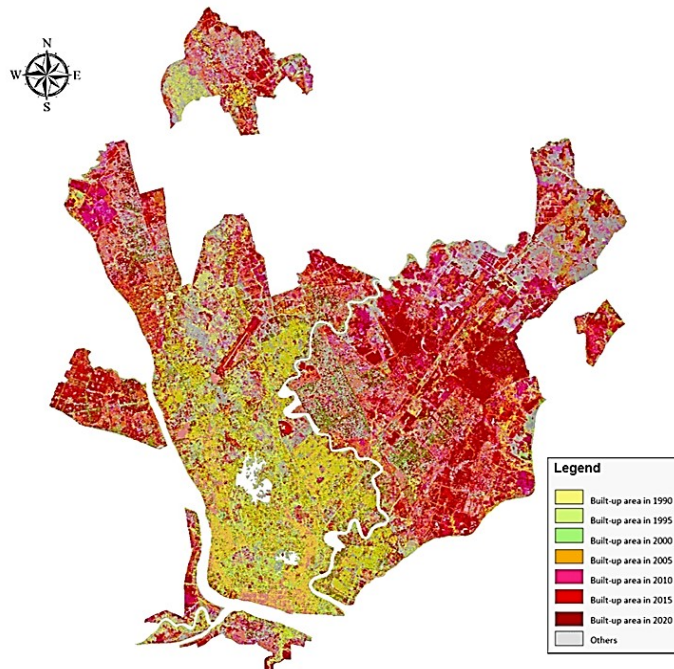 N
W E
S
Legend
Built-up area in 1990
Built-up area in 1995
Built-up area in 2000
Built-up area in 2005
Built-up area in 2010
Built-up area in 2015
Built-up area in 2020
Others